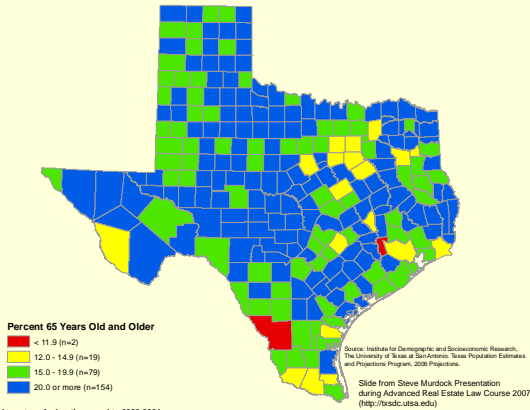 Percent 65 Years Old and Older
< 11.9 (n=2)
12.0 - 14.9 (n=19)
15.0 - 19.9 (n=79)
20.0 or more (n=154)
Source: Institute for Demographic and Socioeconomic Research,
The University of Texas at San Antonio. Texas Population Estimates
and Projections Program, 2006 Projections.
Slide from Steve Murdock Presentation
during Advanced Real Estate Law Course 2007
(http://txsdc.utsa.edu)